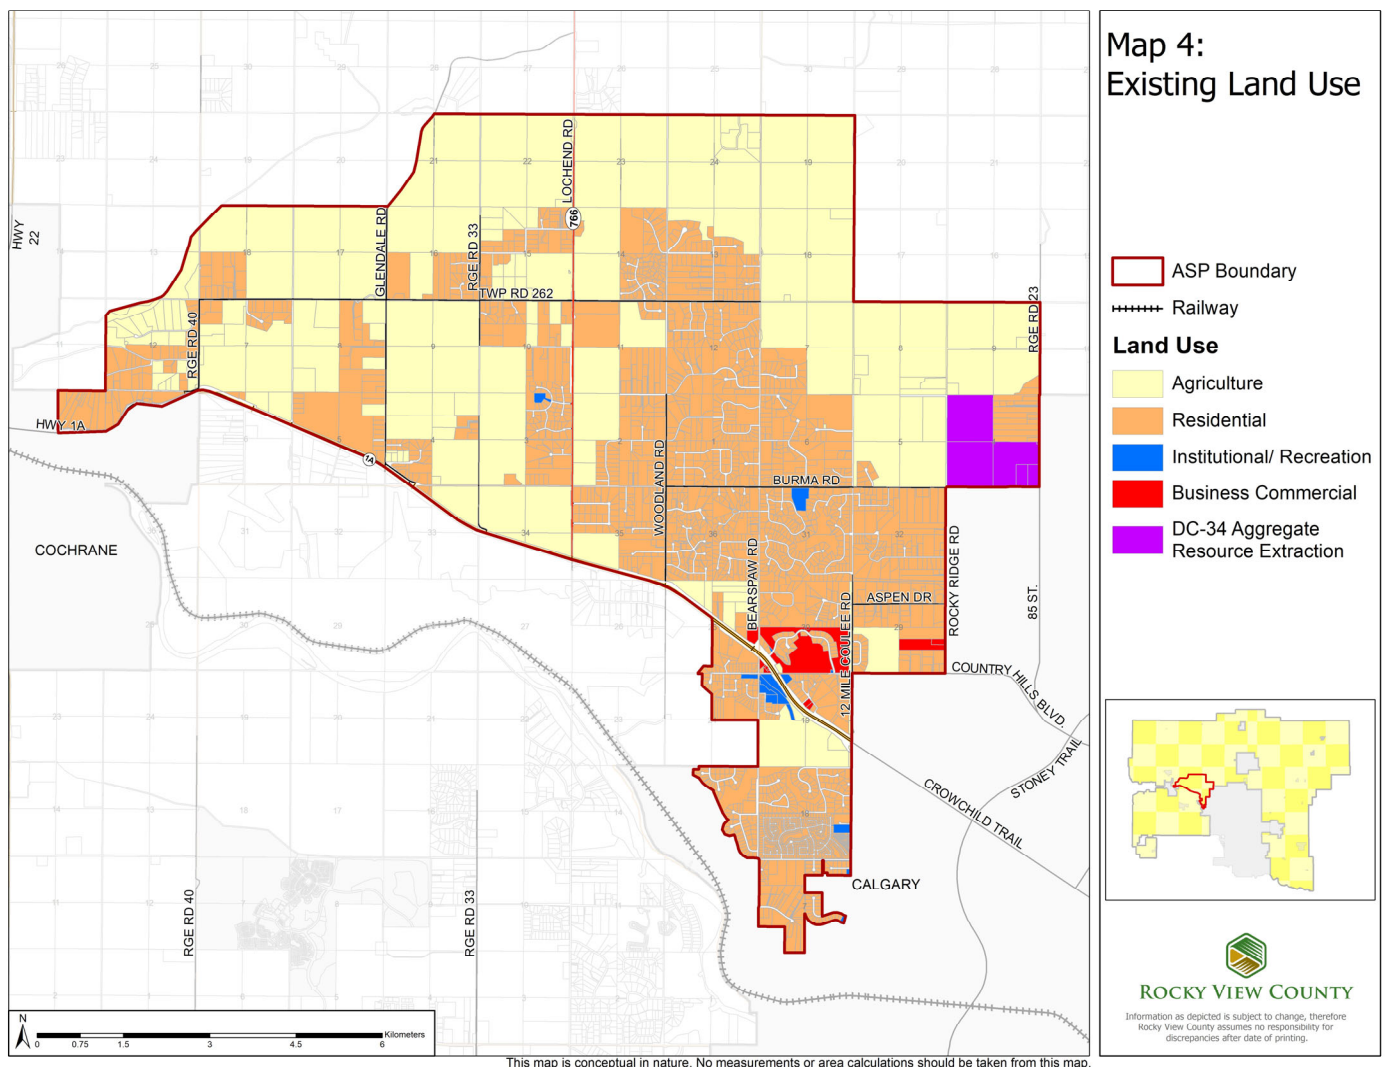 Map 4:
Existing Land Use
ASP Boundary
Railway
Land Use
Agriculture
Residential
Institutional/ Recreation
Business Commercial
DC-34 Aggregate
Resource Extraction
HWY
22
LOCHEND RD
766
GLENDALE RD
RGE RD 33
TWP RD 262
RGE RD 40
RGE RD 23
HWY 1A
1A
WOODLAND RD
BURMA RD
COCHRANE
BEARSPAW RD
ROCKY RIDGE RD
ASPEN DR
85 ST.
12 MILE COULEE RD
COUNTRY HILLS BLVD.
STONEY TRAIL
CROWCHILD TRAIL
CALGARY
RGE RD 40
RGE RD 33
N
0 0.75 1.5 3 4.5 6
Kilometers
ROCKY VIEW COUNTY
Information as depicted is subject to change, therefore
Rocky View County assumes no responsibility for
discrepancies after date of printing.
This map is conceptual in nature. No measurements or area calculations should be taken from this map.